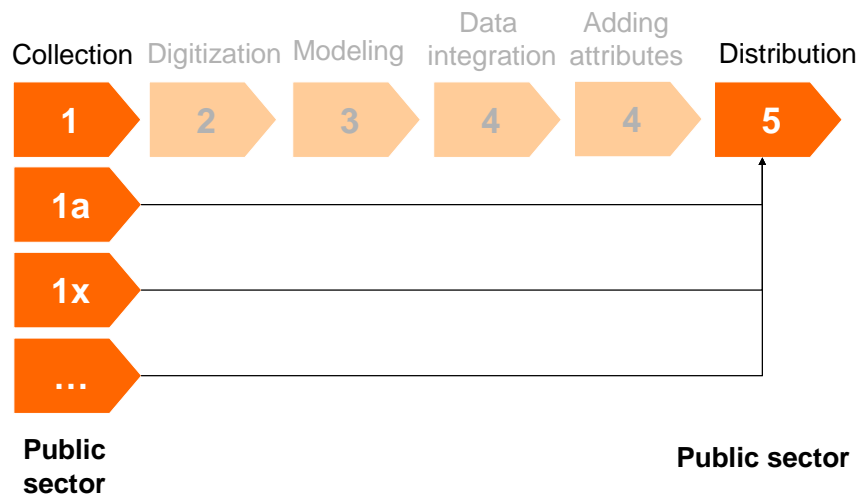 Collection
Digitization
Modeling
Data
integration
Adding
attributes
Distribution
1
2
3
4
4
5
1a
1x
...
Public
sector
Public sector